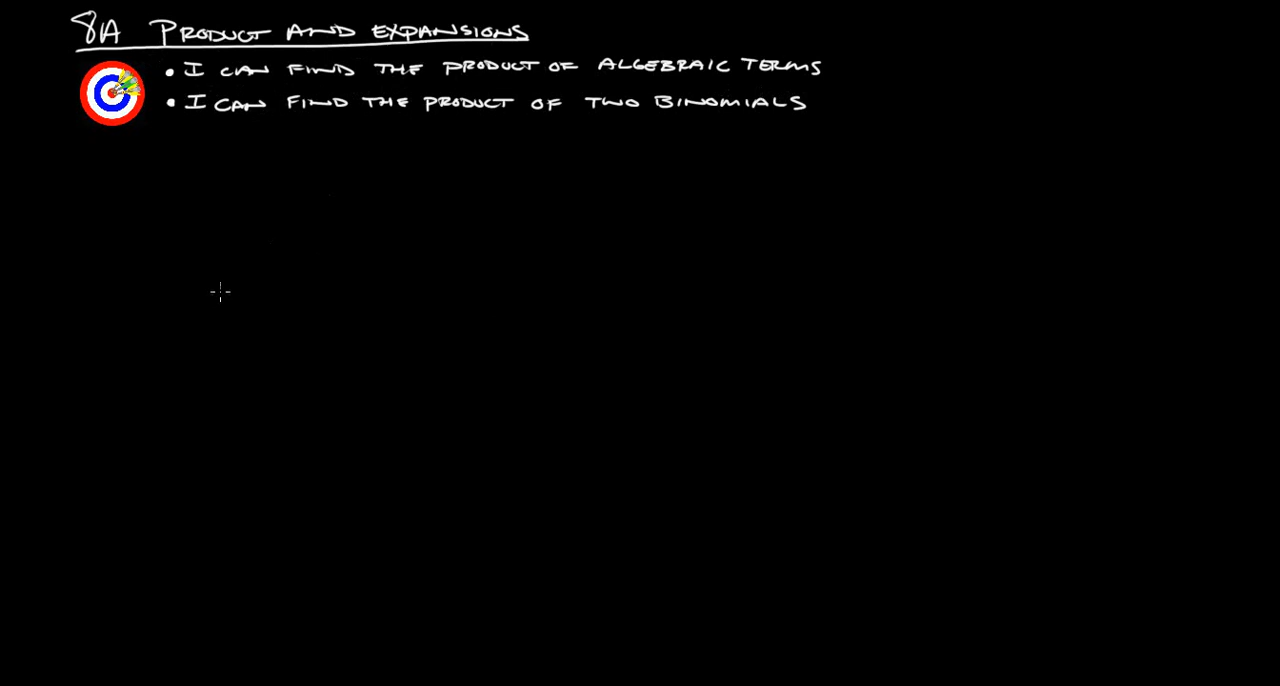 8A PRODUCT AND EXPANSIONS
• I CAN FIND THE PRODUCT OF ALGEBRAIC TERMS
• I CAN FIND THE PRODUCT OF TWO BINOMIALS